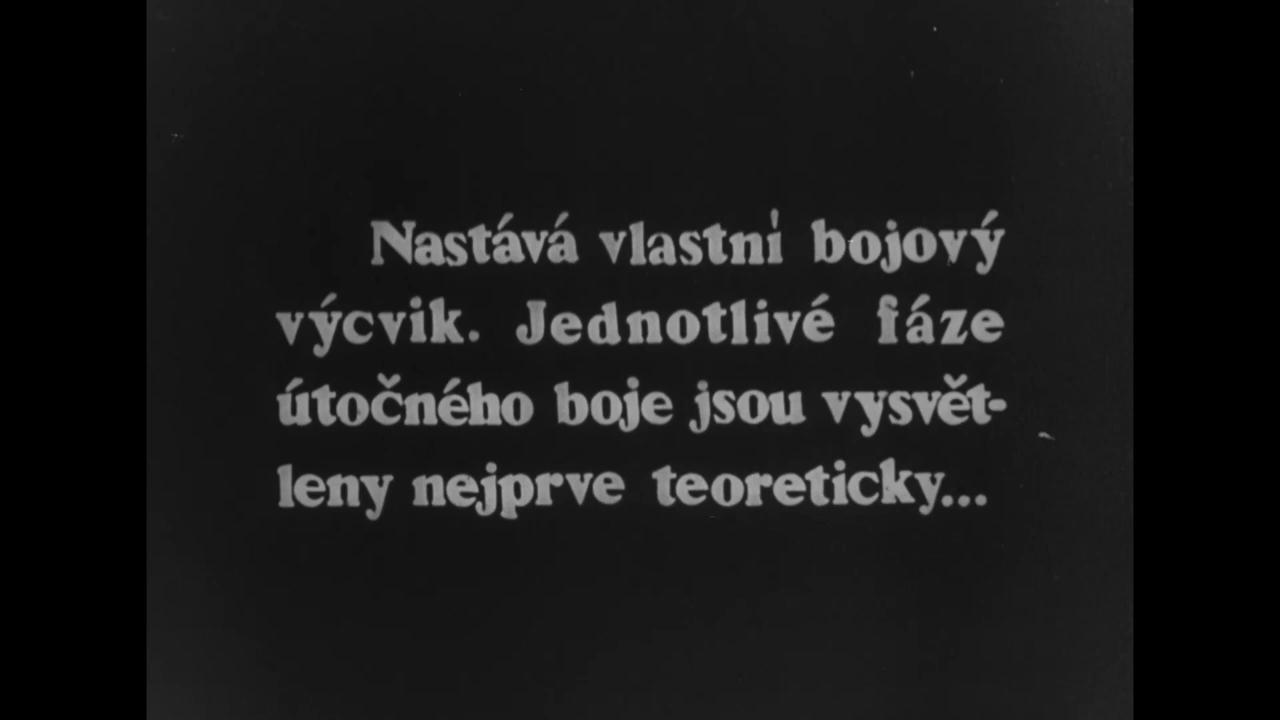 Nastává vlastní bojový
výcvik. Jednotlivé fáze
útočného boje jsou vysvět-
leny nejprve teoreticky...